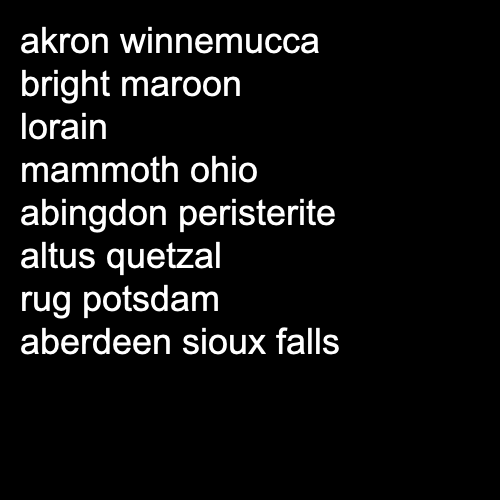 akron winnemucca
bright maroon
lorain
mammoth ohio
abingdon peristerite
altus quetzal
rug potsdam
aberdeen sioux falls